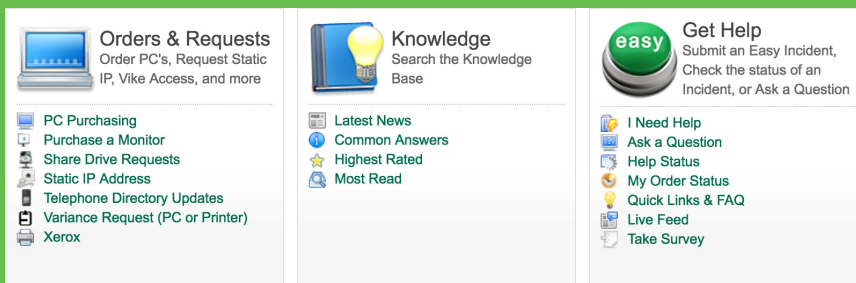 Orders & Requests
Order PC's, Request Static
IP, Vike Access, and more
PC Purchasing
Purchase a Monitor
Share Drive Requests
Static IP Address
Telephone Directory Updates
Variance Request (PC or Printer)
Xerox
Knowledge
Search the Knowledge
Base
Latest News
Common Answers
Highest Rated
Most Read
easy
Get Help
Submit an Easy Incident,
Check the status of an
Incident, or Ask a Question
I Need Help
Ask a Question
Help Status
My Order Status
Quick Links & FAQ
Live Feed
Take Survey